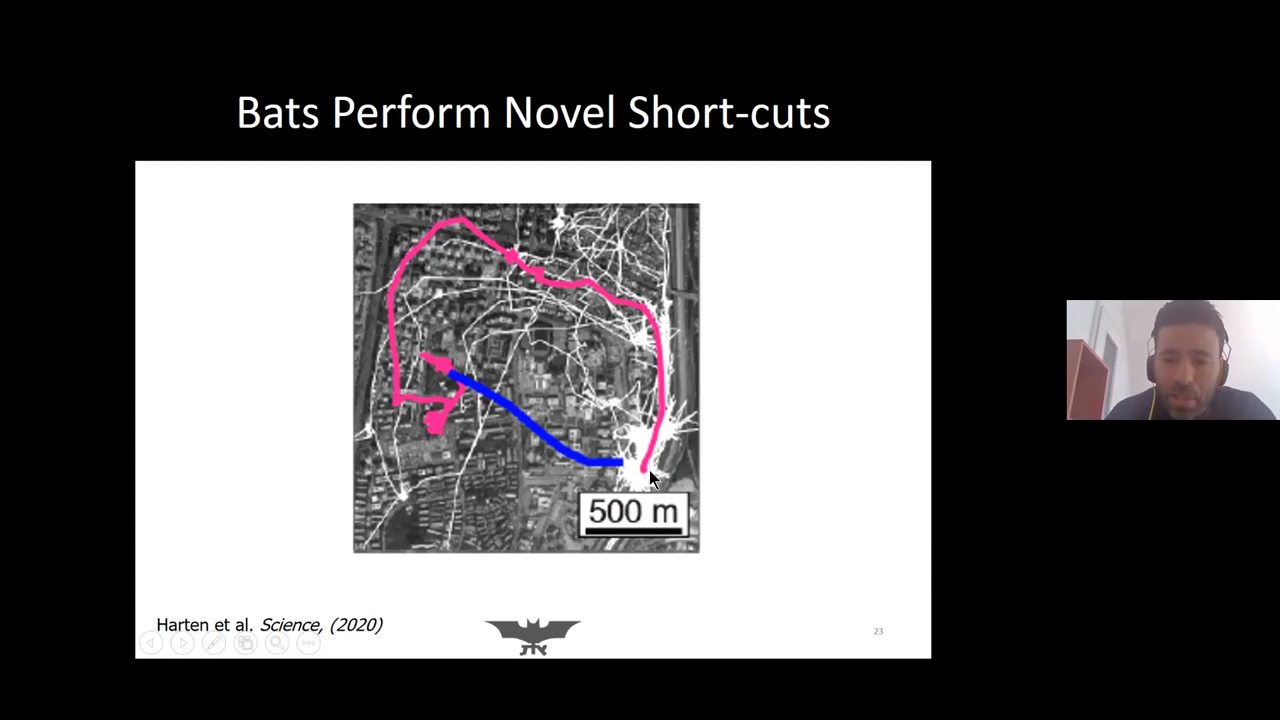 Bats Perform Novel Short-cuts
500 m
Harten et al. Science, (2020)
23